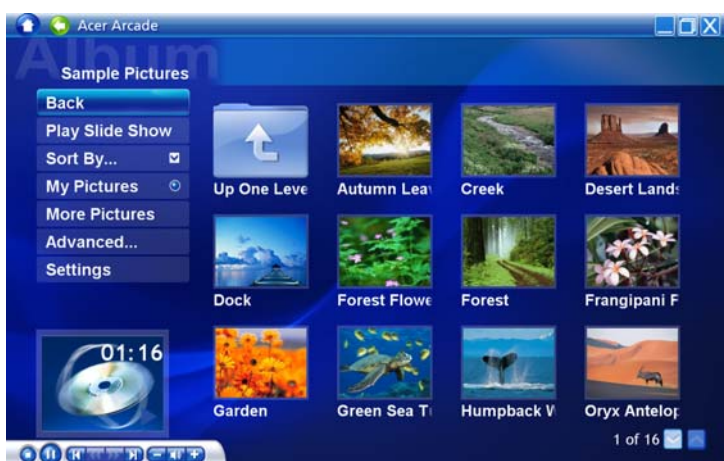 Acer Arcade
Album
Sample Pictures
Back
Play Slide Show
Sort By...
My Pictures
More Pictures
Advanced...
Settings
Up One Leve
Autumn Lea
Creek
Desert Lands
Dock
Forest Flowe
Forest
Frangipani F
Garden
Green Sea T
Humpback W
Oryx Antelop
01:16
1 of 16